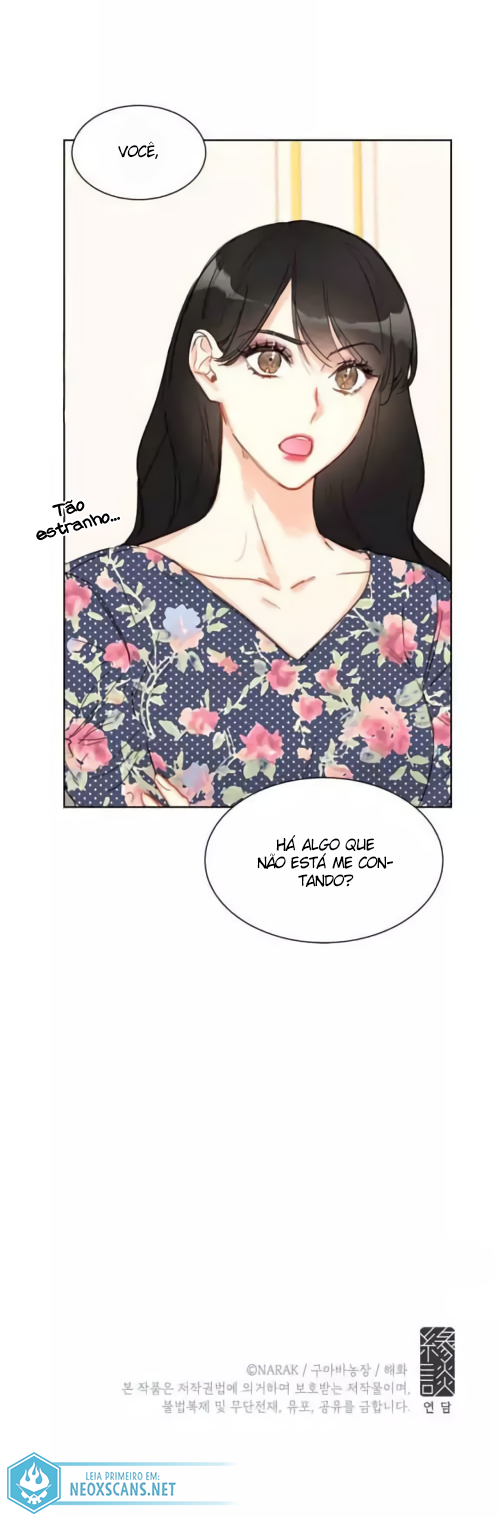 VOCÊ,
Tão
estranho...
HÁ ALGO QUE
NÃO ESTÁ ME CON-
TANDO?
©NARAK / 구마바농장 / 해화
본 작품은 저작권법에 의거하여 보호받는 저작물이며,
불법복제 및 무단전재, 유포, 공유를 금합니다.
緣談
연담
LEIA PRIMEIRO EM:
NEOXSCANS.NET